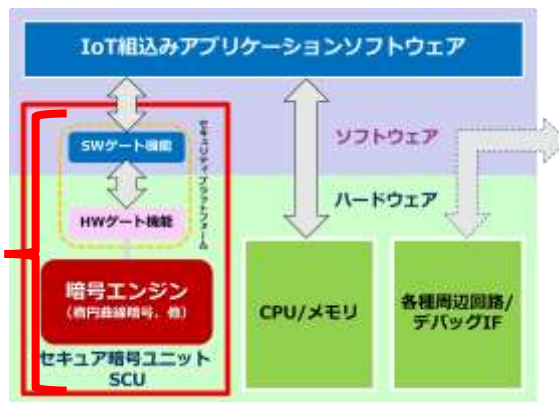 IoT組込みアプリケーションソフトウェア
SWゲート機能
HWゲート機能
セキュリティプラットフォーム
暗号エンジン
(楕円曲線暗号、他)
セキュア暗号ユニット
SCU
ソフトウェア
ハードウェア
CPU/メモリ
各種周辺回路/
デバッグIF